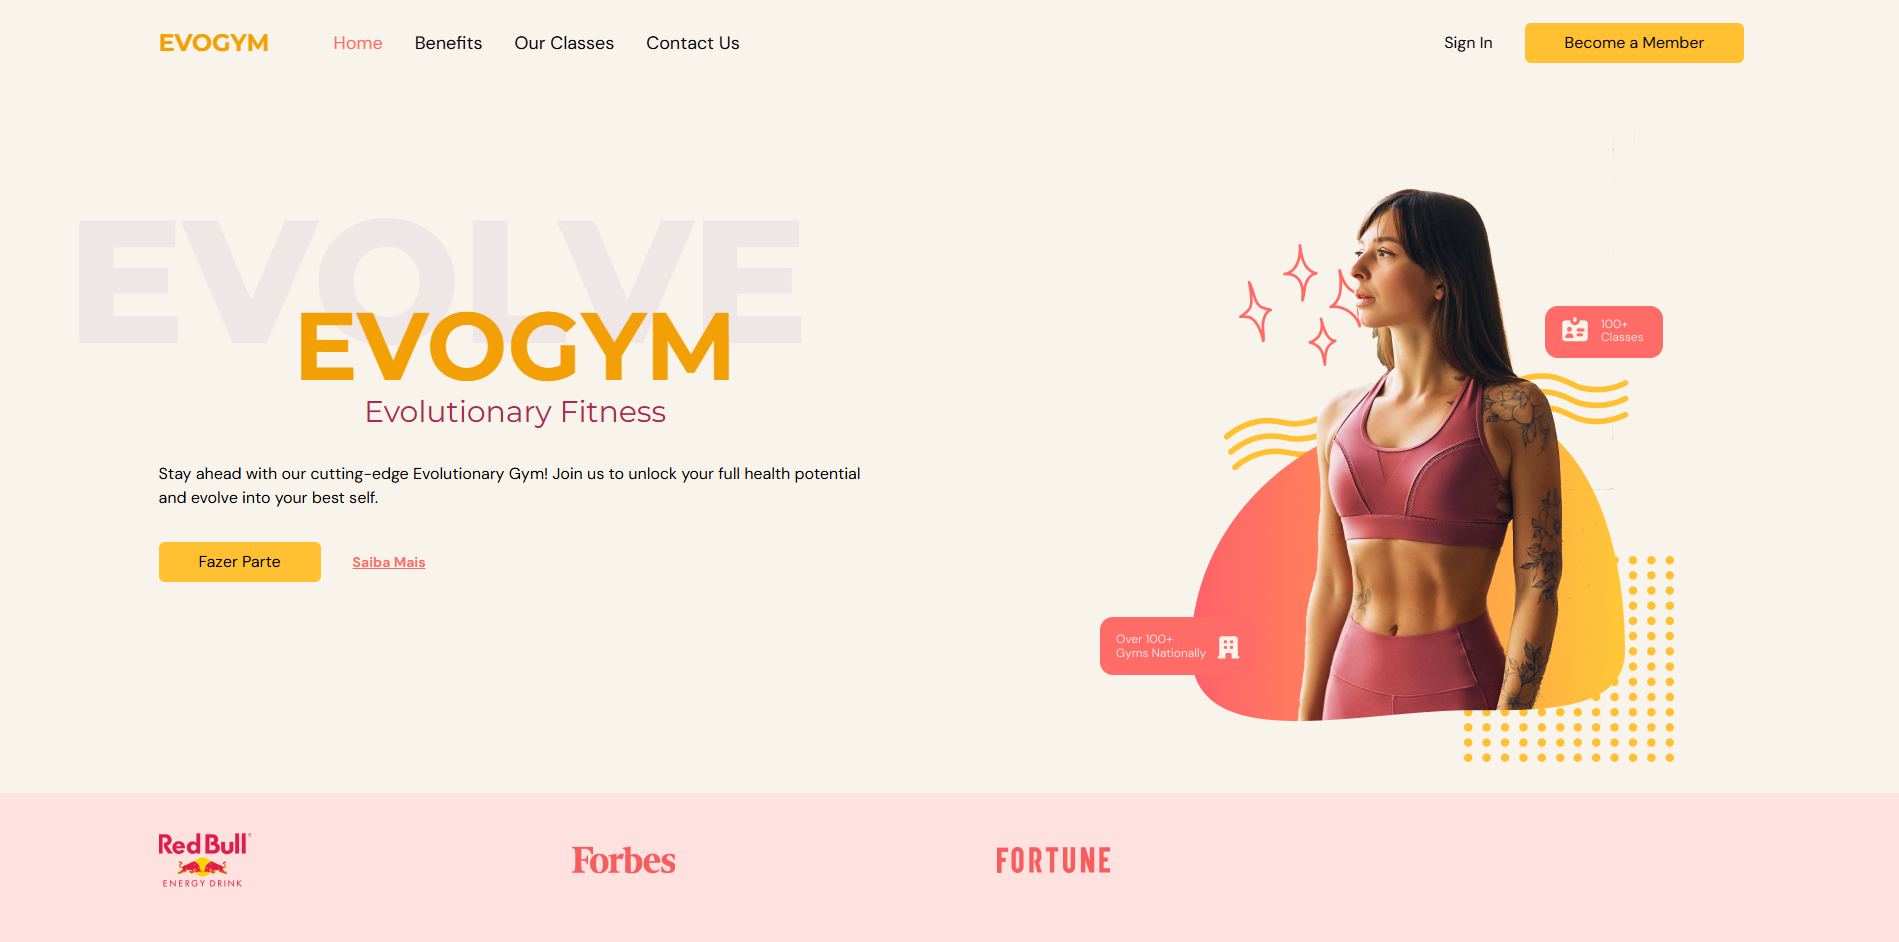 EVOGYM
Home
Benefits
Our Classes
Contact Us
Sign In
Become a Member
EVOLVE
EVOGYM
Evolutionary Fitness
Stay ahead with our cutting-edge Evolutionary Gym! Join us to unlock your full health potential
and evolve into your best self.
Fazer Parte
Saiba Mais
100+
Classes
Over 100+
Gyms Nationally
Red Bull
ENERGY DRINK
Forbes
FORTUNE